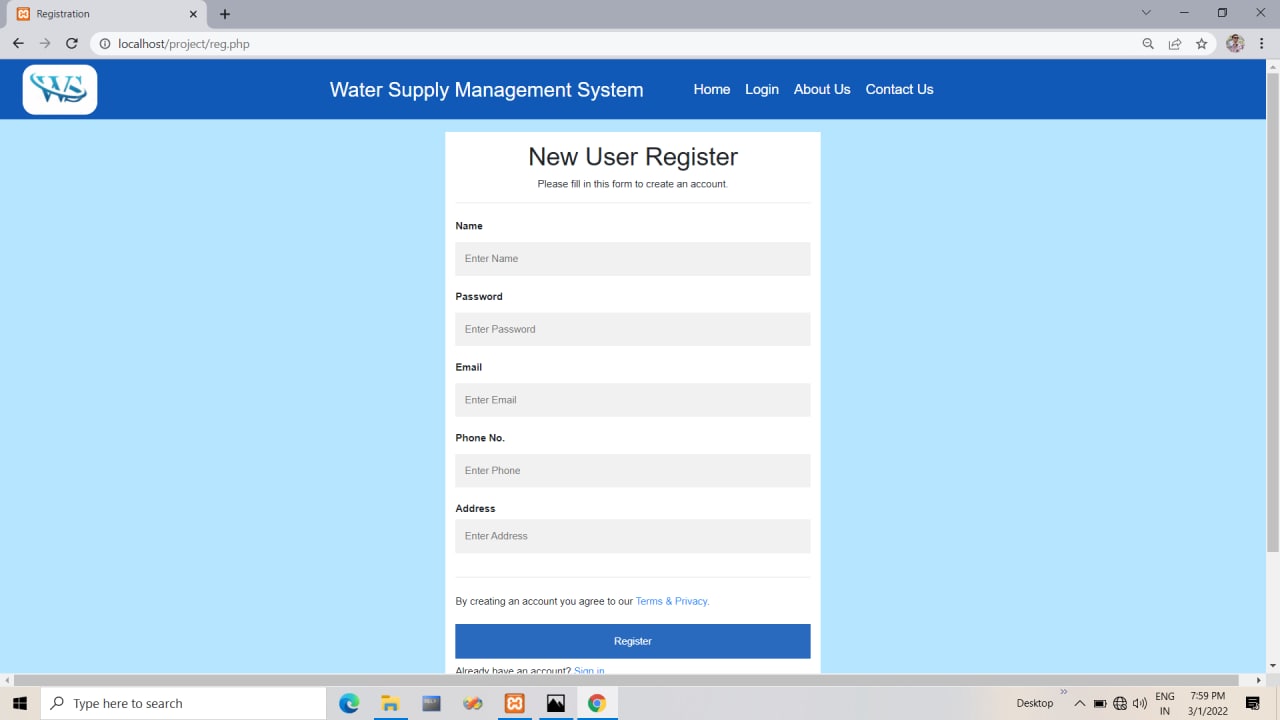 Registration
localhost/project/reg.php
WS
Water Supply Management System Home Login About Us Contact Us
New User Register
Please fill in this form to create an account.
Name
Enter Name
Password
Enter Password
Email
Enter Email
Phone No.
Enter Phone
Address
Enter Address
By creating an account you agree to our Terms & Privacy.
Register
Already have an account? Sign in
Type here to search
Desktop
ENG
IN
7:59 PM
3/1/2022